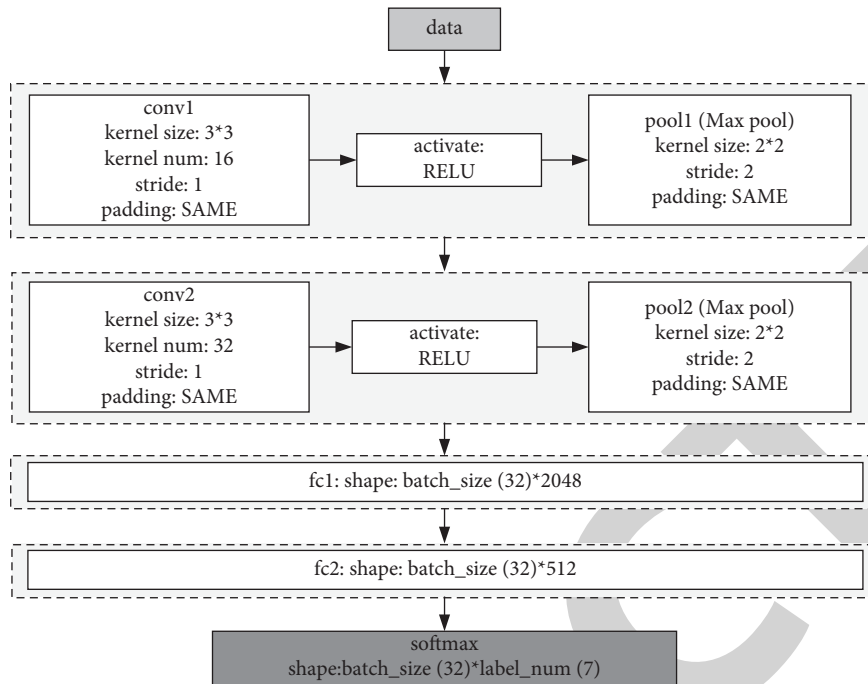 data
conv1
kernel size: 3*3
kernel num: 16
stride: 1
padding: SAME
activate:
RELU
pool1 (Max pool)
kernel size: 2*2
stride: 2
padding: SAME
conv2
kernel size: 3*3
kernel num: 32
stride: 1
padding: SAME
activate:
RELU
pool2 (Max pool)
kernel size: 2*2
stride: 2
padding: SAME
fc1: shape: batch_size (32)*2048
fc2: shape: batch_size (32)*512
softmax
shape:batch_size (32)*label_num (7)